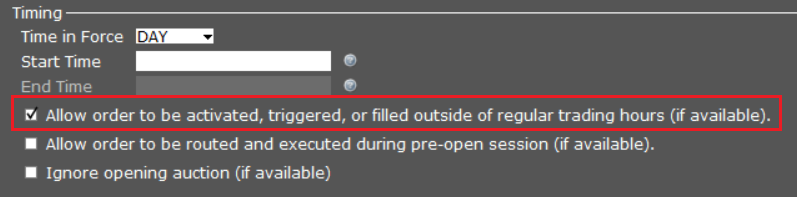 Timing
Time in Force DAY
Start Time
End Time
Allow order to be activated, triggered, or filled outside of regular trading hours (if available).
Allow order to be routed and executed during pre-open session (if available).
Ignore opening auction (if available)